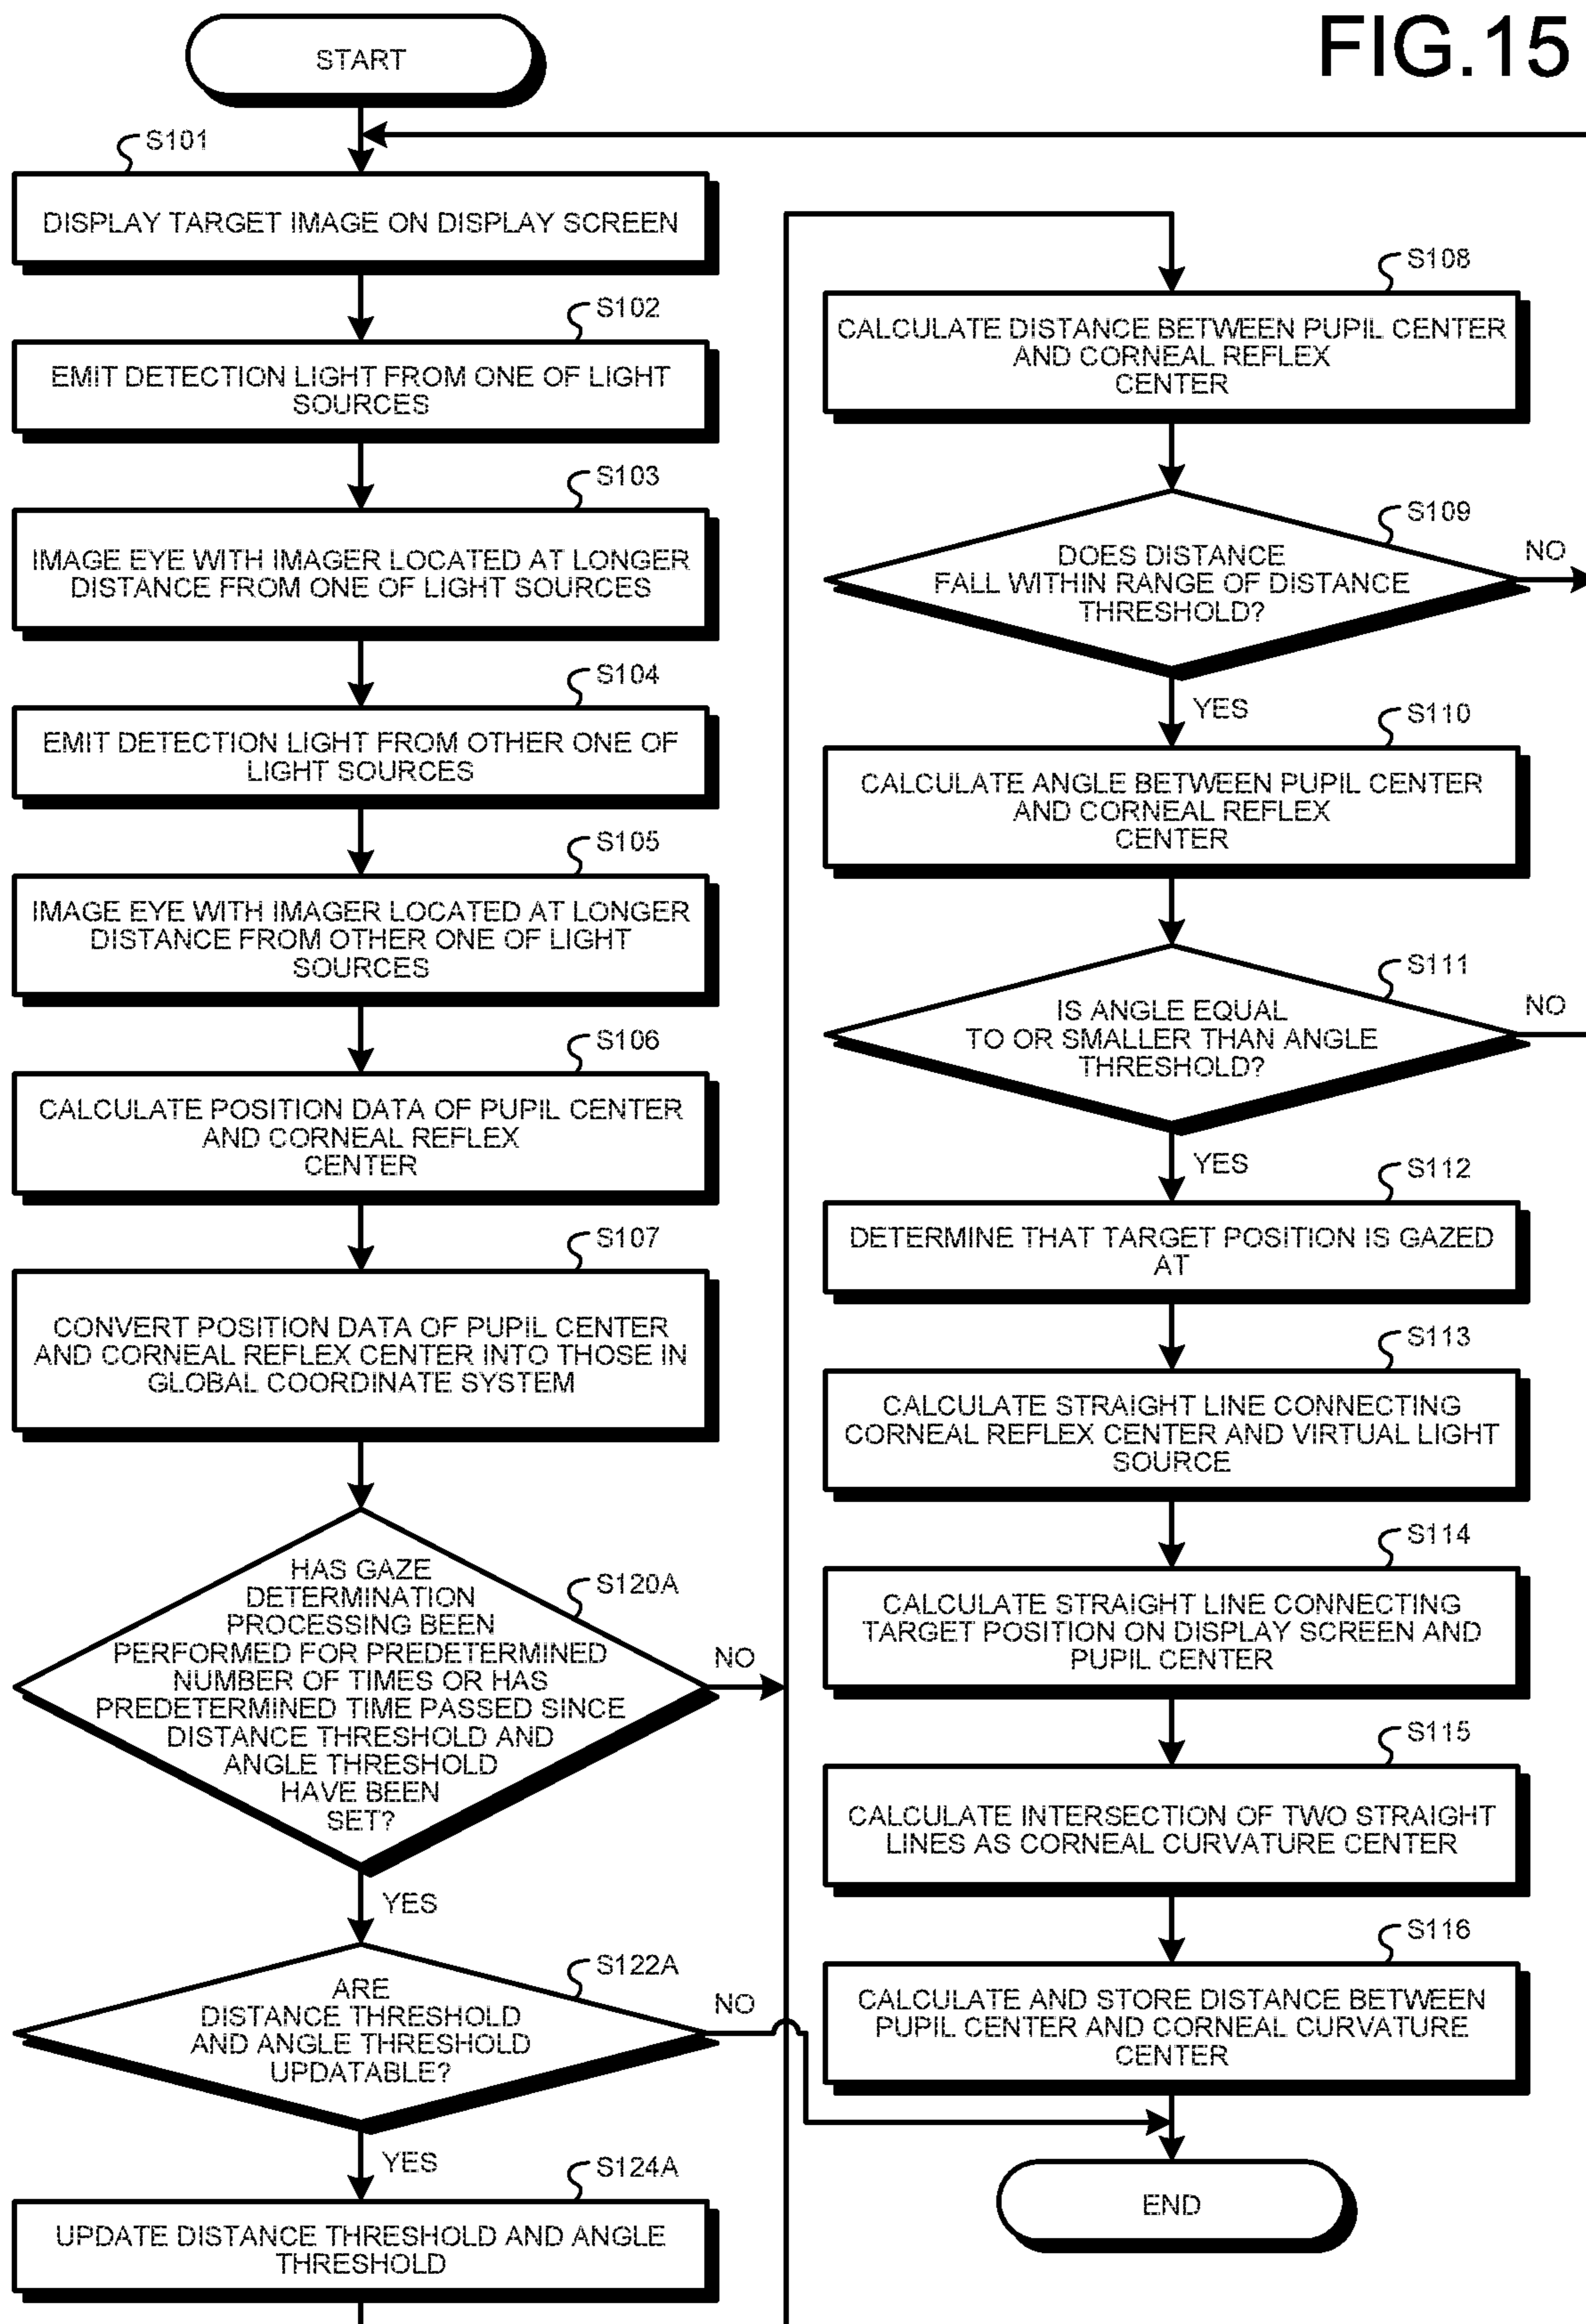 FIG.15
START
S101
DISPLAY TARGET IMAGE ON DISPLAY SCREEN
S102
EMIT DETECTION LIGHT FROM ONE OF LIGHT
SOURCES
S103
IMAGE EYE WITH IMAGER LOCATED AT LONGER
DISTANCE FROM ONE OF LIGHT SOURCES
S104
EMIT DETECTION LIGHT FROM OTHER ONE OF
LIGHT SOURCES
S105
IMAGE EYE WITH IMAGER LOCATED AT LONGER
DISTANCE FROM OTHER ONE OF LIGHT
SOURCES
S106
CALCULATE POSITION DATA OF PUPIL CENTER
AND CORNEAL REFLEX
CENTER
S107
CONVERT POSITION DATA OF PUPIL CENTER
AND CORNEAL REFLEX CENTER INTO THOSE IN
GLOBAL COORDINATE SYSTEM
S120A
HAS GAZE
DETERMINATION
PROCESSING BEEN
PERFORMED FOR PREDETERMINED
NUMBER OF TIMES OR HAS
PREDETERMINED TIME PASSED SINCE
DISTANCE THRESHOLD AND
ANGLE THRESHOLD
HAVE BEEN
SET?
NO
YES
S122A
ARE
DISTANCE THRESHOLD
AND ANGLE THRESHOLD
UPDATABLE?
NO
YES
S124A
UPDATE DISTANCE THRESHOLD AND ANGLE
THRESHOLD
S108
CALCULATE DISTANCE BETWEEN PUPIL CENTER
AND CORNEAL REFLEX
CENTER
S109
DOES DISTANCE
FALL WITHIN RANGE OF DISTANCE
THRESHOLD?
NO
YES
S110
CALCULATE ANGLE BETWEEN PUPIL CENTER
AND CORNEAL REFLEX
CENTER
S111
IS ANGLE EQUAL
TO OR SMALLER THAN ANGLE
THRESHOLD?
NO
YES
S112
DETERMINE THAT TARGET POSITION IS GAZED
AT
S113
CALCULATE STRAIGHT LINE CONNECTING
CORNEAL REFLEX CENTER AND VIRTUAL LIGHT
SOURCE
S114
CALCULATE STRAIGHT LINE CONNECTING
TARGET POSITION ON DISPLAY SCREEN AND
PUPIL CENTER
S115
CALCULATE INTERSECTION OF TWO STRAIGHT
LINES AS CORNEAL CURVATURE CENTER
S116
CALCULATE AND STORE DISTANCE BETWEEN
PUPIL CENTER AND CORNEAL CURVATURE
CENTER
END